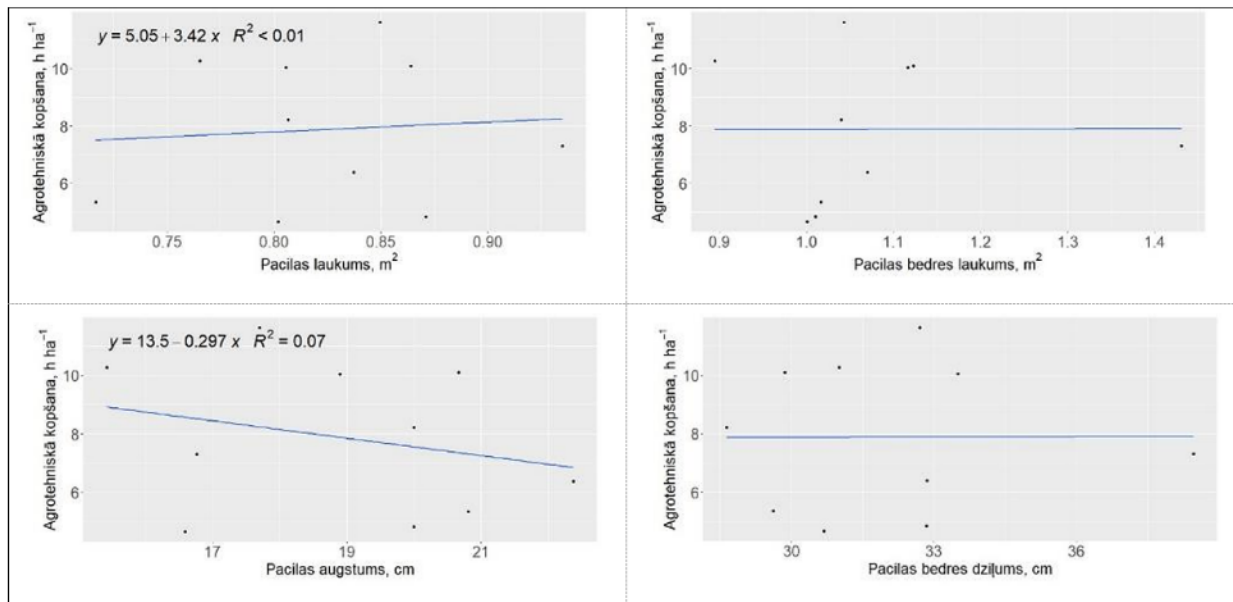 y = 5.05 + 3.42 x R² < 0.01
Agrotehniskā kopšana, h ha⁻¹
10
8
6
0.75 0.80 0.85 0.90
Pacilas laukums, m²
Agrotehniskā kopšana, h ha⁻¹
10
8
6
0.9 1.0 1.1 1.2 1.3 1.4
Pacilas bedres laukums, m²
y = 13.5 − 0.297 x R² = 0.07
Agrotehniskā kopšana, h ha⁻¹
10
8
6
17 19 21
Pacilas augstums, cm
Agrotehniskā kopšana, h ha⁻¹
10
8
6
30 33 36
Pacilas bedres dziļums, cm